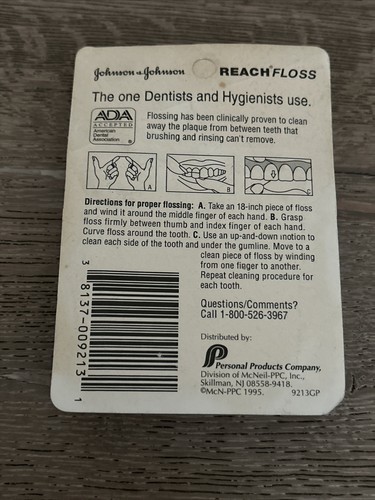 Johnson & Johnson REACH® FLOSS
The one Dentists and Hygienists use.
ADA
ACCEPTED
American
Dental
Association
Flossing has been clinically proven to clean
away the plaque from between teeth that
brushing and rinsing can't remove.
A B C
Directions for proper flossing: A. Take an 18-inch piece of floss
and wind it around the middle finger of each hand. B. Grasp
floss firmly between thumb and index finger of each hand.
Curve floss around the tooth. C. Use an up-and-down motion to
clean each side of the tooth and under the gumline. Move to a
clean piece of floss by winding
from one finger to another.
Repeat cleaning procedure for
each tooth.
3 18137-00921 1
Questions/Comments?
Call 1-800-526-3967
Distributed by:
Personal Products Company,
Division of McNeil-PPC, Inc.,
Skillman, NJ 08558-9418.
©McN-PPC 1995. 9213GP